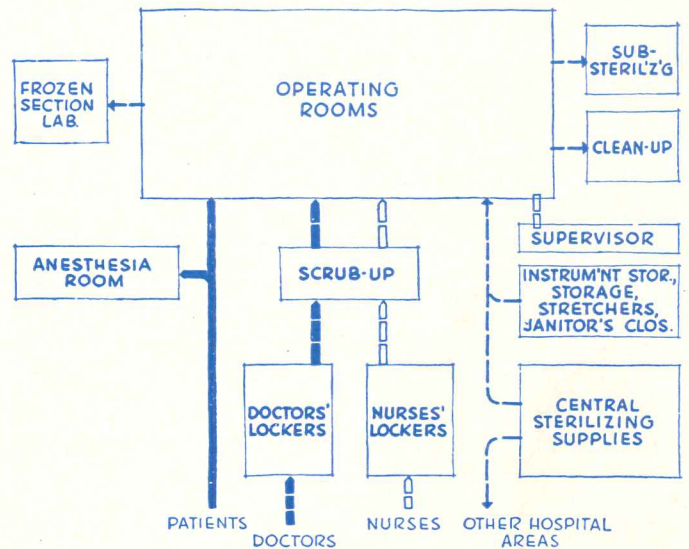 OPERATING
ROOMS
SUB-
STERIL'Z'G
FROZEN
SECTION
LAB.
CLEAN-UP
SUPERVISOR
ANESTHESIA
ROOM
SCRUB-UP
INSTRUM'NT STOR.,
STORAGE,
STRETCHERS,
JANITOR'S CLOS.
DOCTORS'
LOCKERS
NURSES'
LOCKERS
CENTRAL
STERILIZING
SUPPLIES
PATIENTS
DOCTORS
NURSES
OTHER HOSPITAL
AREAS